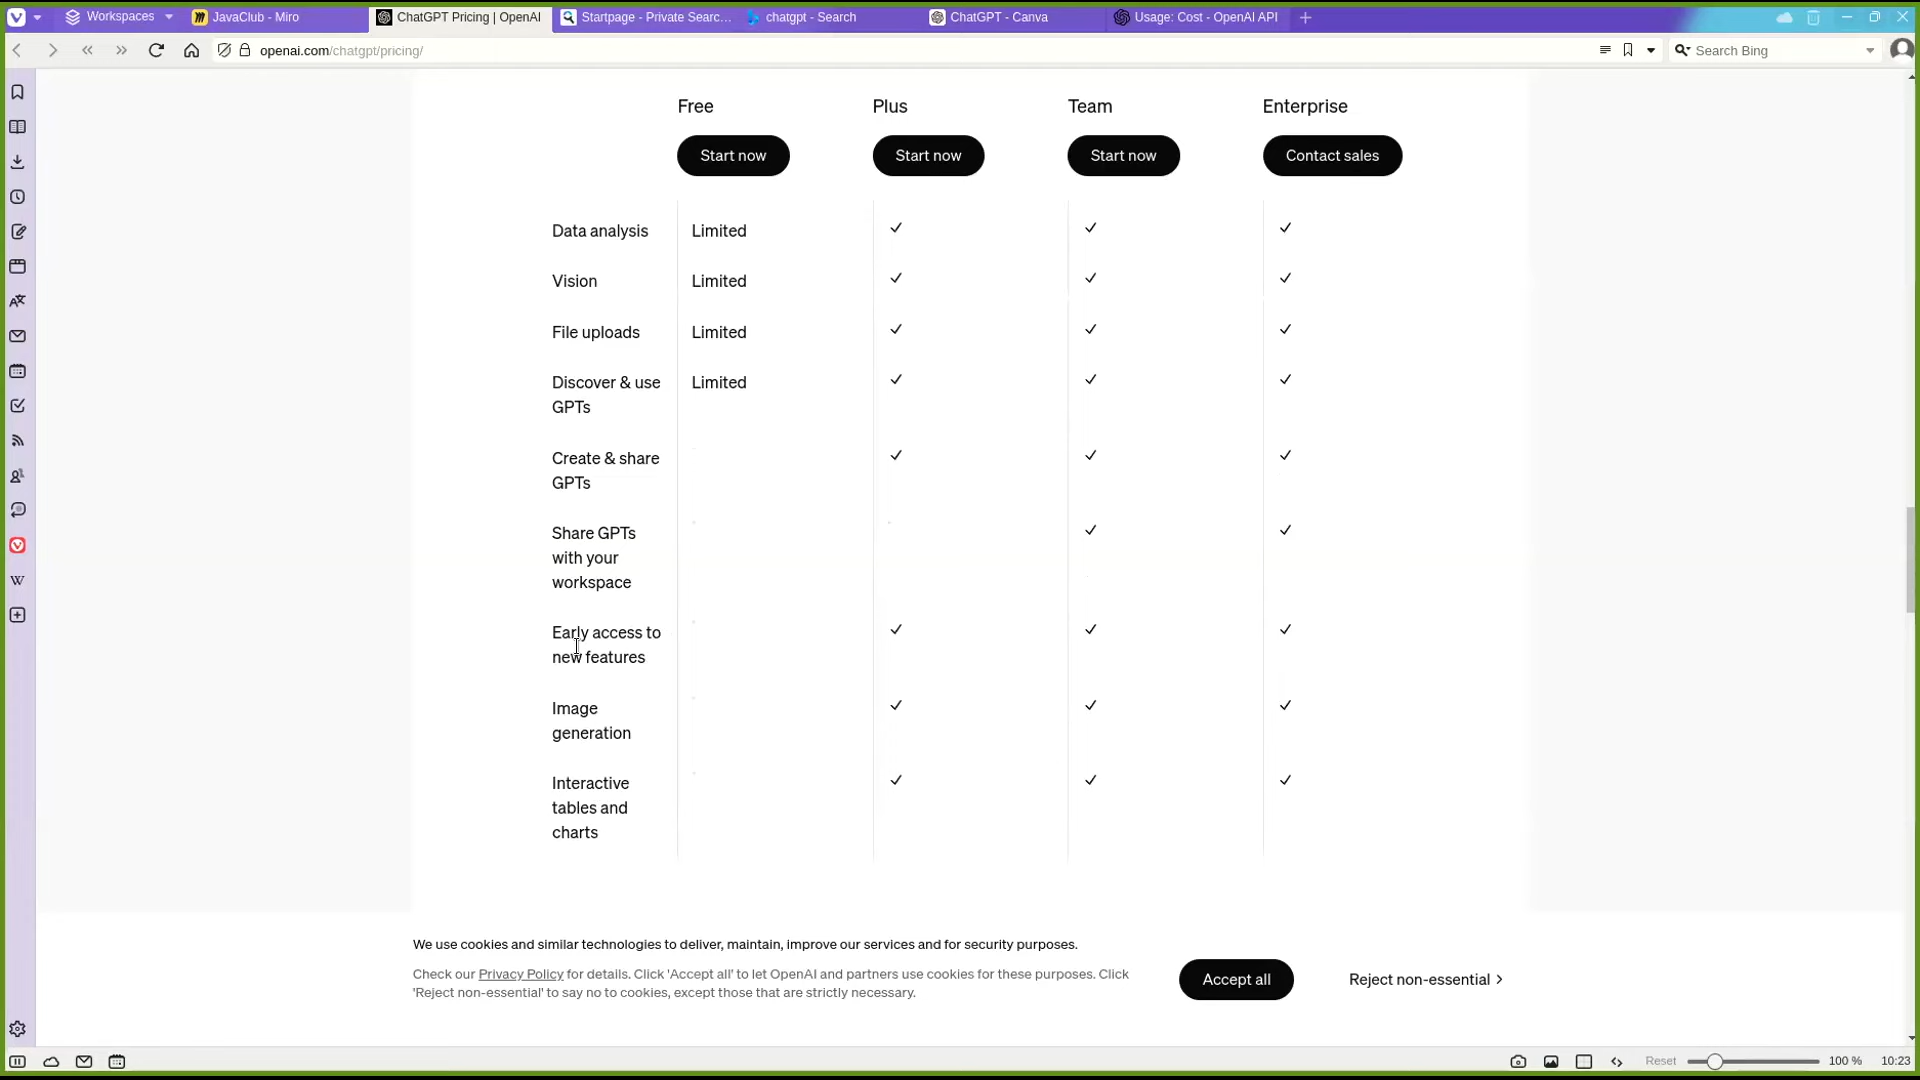 Workspaces
JavaClub - Miro
ChatGPT Pricing | OpenAI
Startpage - Private Searc...
chatgpt - Search
ChatGPT - Canva
Usage: Cost - OpenAI API
openai.com/chatgpt/pricing/
Search Bing
Free Plus Team Enterprise
Start now Start now Start now Contact sales
Data analysis Limited
Vision Limited
File uploads Limited
Discover & use Limited
GPTs
Create & share
GPTs
Share GPTs
with your
workspace
Early access to
new features
Image
generation
Interactive
tables and
charts
We use cookies and similar technologies to deliver, maintain, improve our services and for security purposes.
Check our Privacy Policy for details. Click 'Accept all' to let OpenAI and partners use cookies for these purposes. Click
'Reject non-essential' to say no to cookies, except those that are strictly necessary.
Accept all
Reject non-essential >
Reset 100 % 10:23